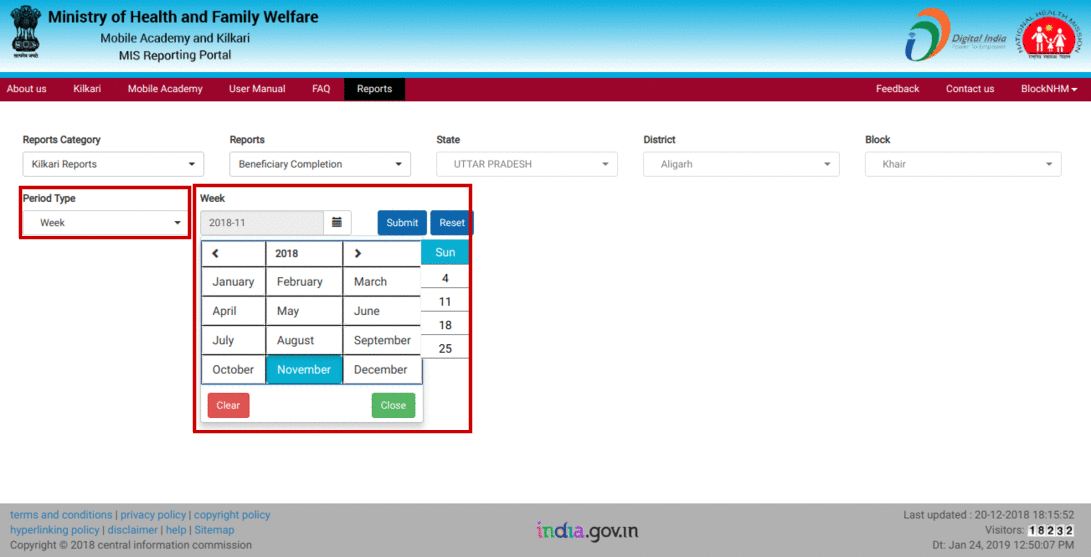 Ministry of Health and Family Welfare
Mobile Academy and Kilkari
MIS Reporting Portal
Digital India
Power To Empower
NATIONAL HEALTH MISSION
About us Kilkari Mobile Academy User Manual FAQ Reports Feedback Contact us BlockNHM
Reports Category Reports State District Block
Kilkari Reports Beneficiary Completion UTTAR PRADESH Aligarh Khair
Period Type Week
Week 2018-11 Submit Reset
2018 Sun
January February March 4
April May June 11
July August September 18
October November December 25
Clear Close
terms and conditions | privacy policy | copyright policy
hyperlinking policy | disclaimer | help | Sitemap
Copyright © 2018 central information commission
india.gov.in
Last updated : 20-12-2018 18:15:52
Visitors: 18232
Dt: Jan 24, 2019 12:50:07 PM